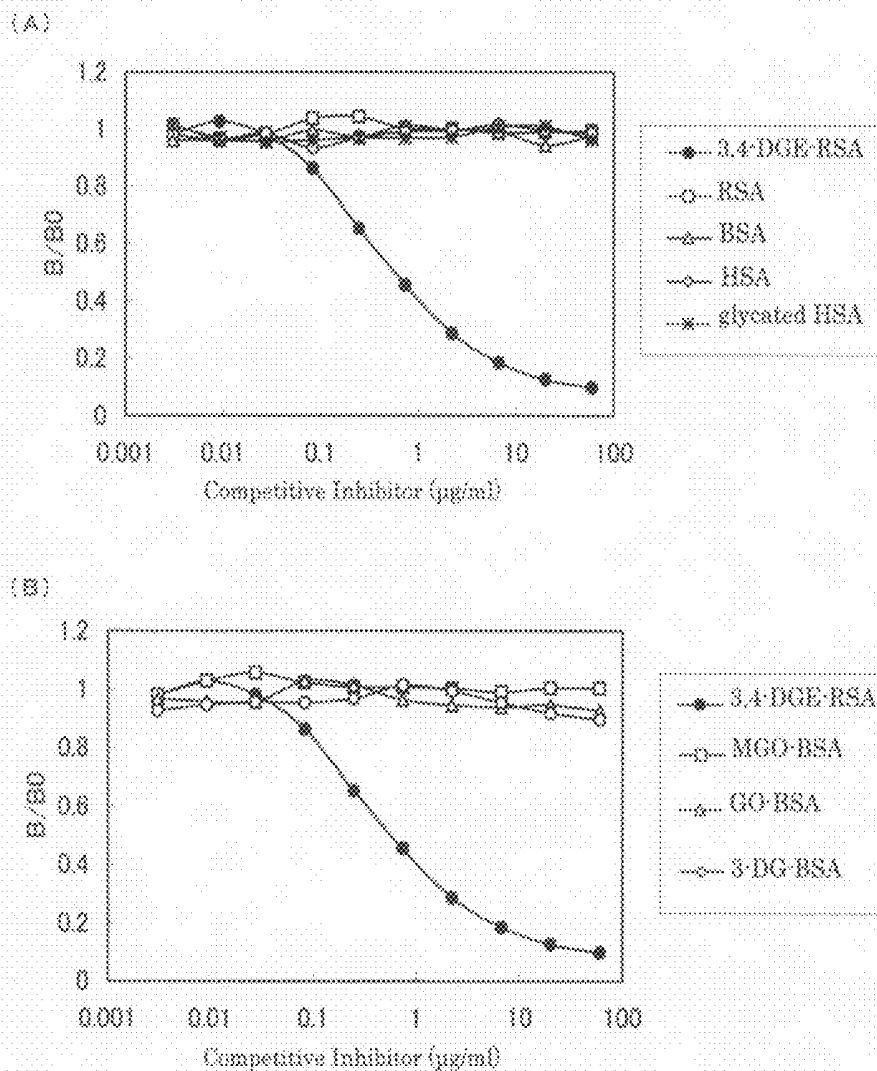 (A)
1.2
1
0.8
0.6
0.4
0.2
0
B/B0
0.001 0.01 0.1 1 10 100
Competitive Inhibitor (µg/ml)
3,4-DGE-RSA
RSA
BSA
HSA
glycated HSA
(B)
1.2
1
0.8
0.6
0.4
0.2
0
B/B0
0.001 0.01 0.1 1 10 100
Competitive Inhibitor (µg/ml)
3,4-DGE-RSA
MGO-BSA
GO-BSA
3-DG-BSA